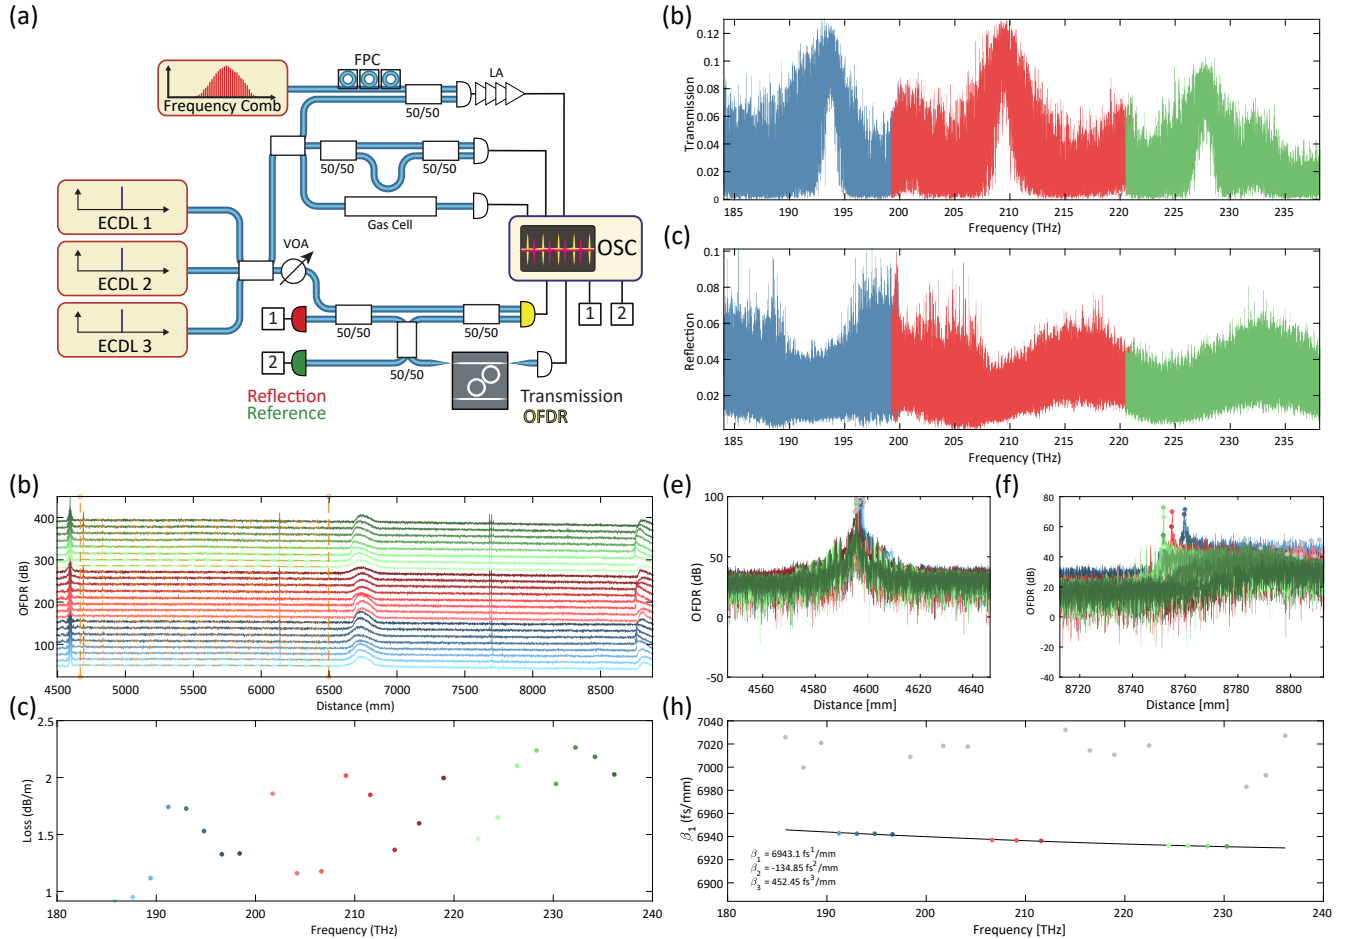 (a)
FPC
LA
Frequency Comb
50/50
50/50
50/50
Gas Cell
ECDL 1
ECDL 2
ECDL 3
VOA
OSC
1
2
1
2
50/50
50/50
50/50
Reflection
Reference
Transmission
OFDR
(b)
Transmission
0.12
0.1
0.08
0.06
0.04
0.02
0
184 185 190 195 200 205 210 215 220 225 230 235
Frequency (THz)
(c)
Reflection
0.1
0.08
0.06
0.04
0.02
185 190 195 200 205 210 215 220 225 230 235
Frequency (THz)
(b)
OFDR (dB)
400
300
200
100
4500 5000 5500 6000 6500 7000 7500 8000 8500
Distance (mm)
(e)
OFDR (dB)
100
50
0
-50
4560 4580 4600 4620 4640
Distance [mm]
(f)
OFDR (dB)
80
60
40
20
0
-20
-40
8720 8740 8760 8780 8800
Distance [mm]
(c)
Loss (dB/m)
2.5
2
1.5
1
180 190 200 210 220 230 240
Frequency (THz)
(h)
β1 (fs/mm)
7040
7020
7000
6980
6960
6940
6920
6900
β1 = 6943.1 fs¹/mm
β2 = -134.85 fs²/mm
β3 = 452.45 fs³/mm
180 190 200 210 220 230 240
Frequency [THz]